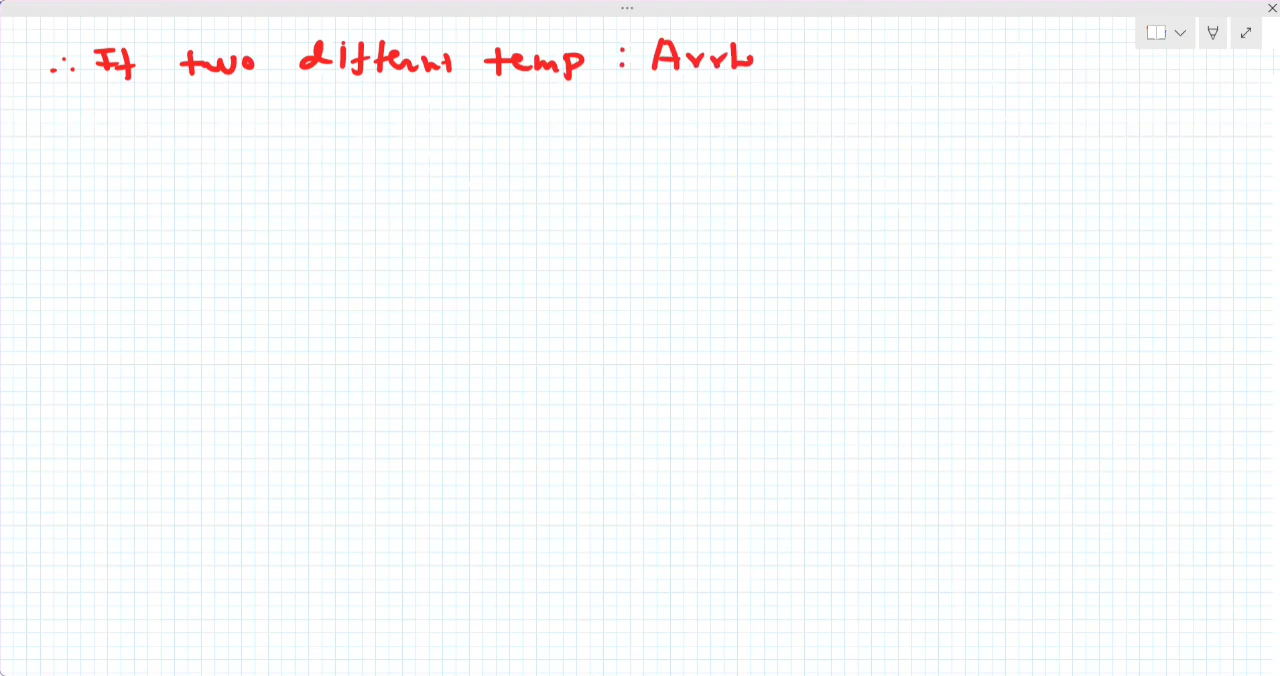 ∴ If two different temp : Arrh